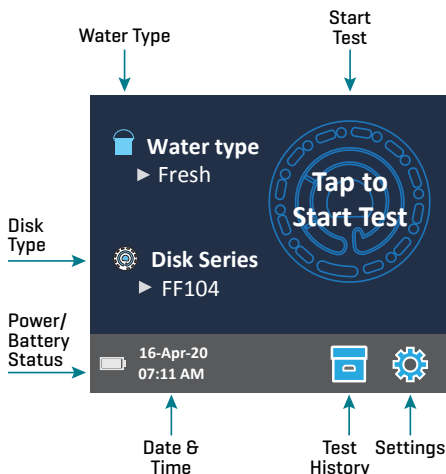 Water Type
Start
Test
Water type
▶ Fresh
Tap to
Start Test
Disk
Type
Disk Series
▶ FF104
Power/
Battery
Status
16-Apr-20
07:11 AM
Date &
Time
Test
History
Settings